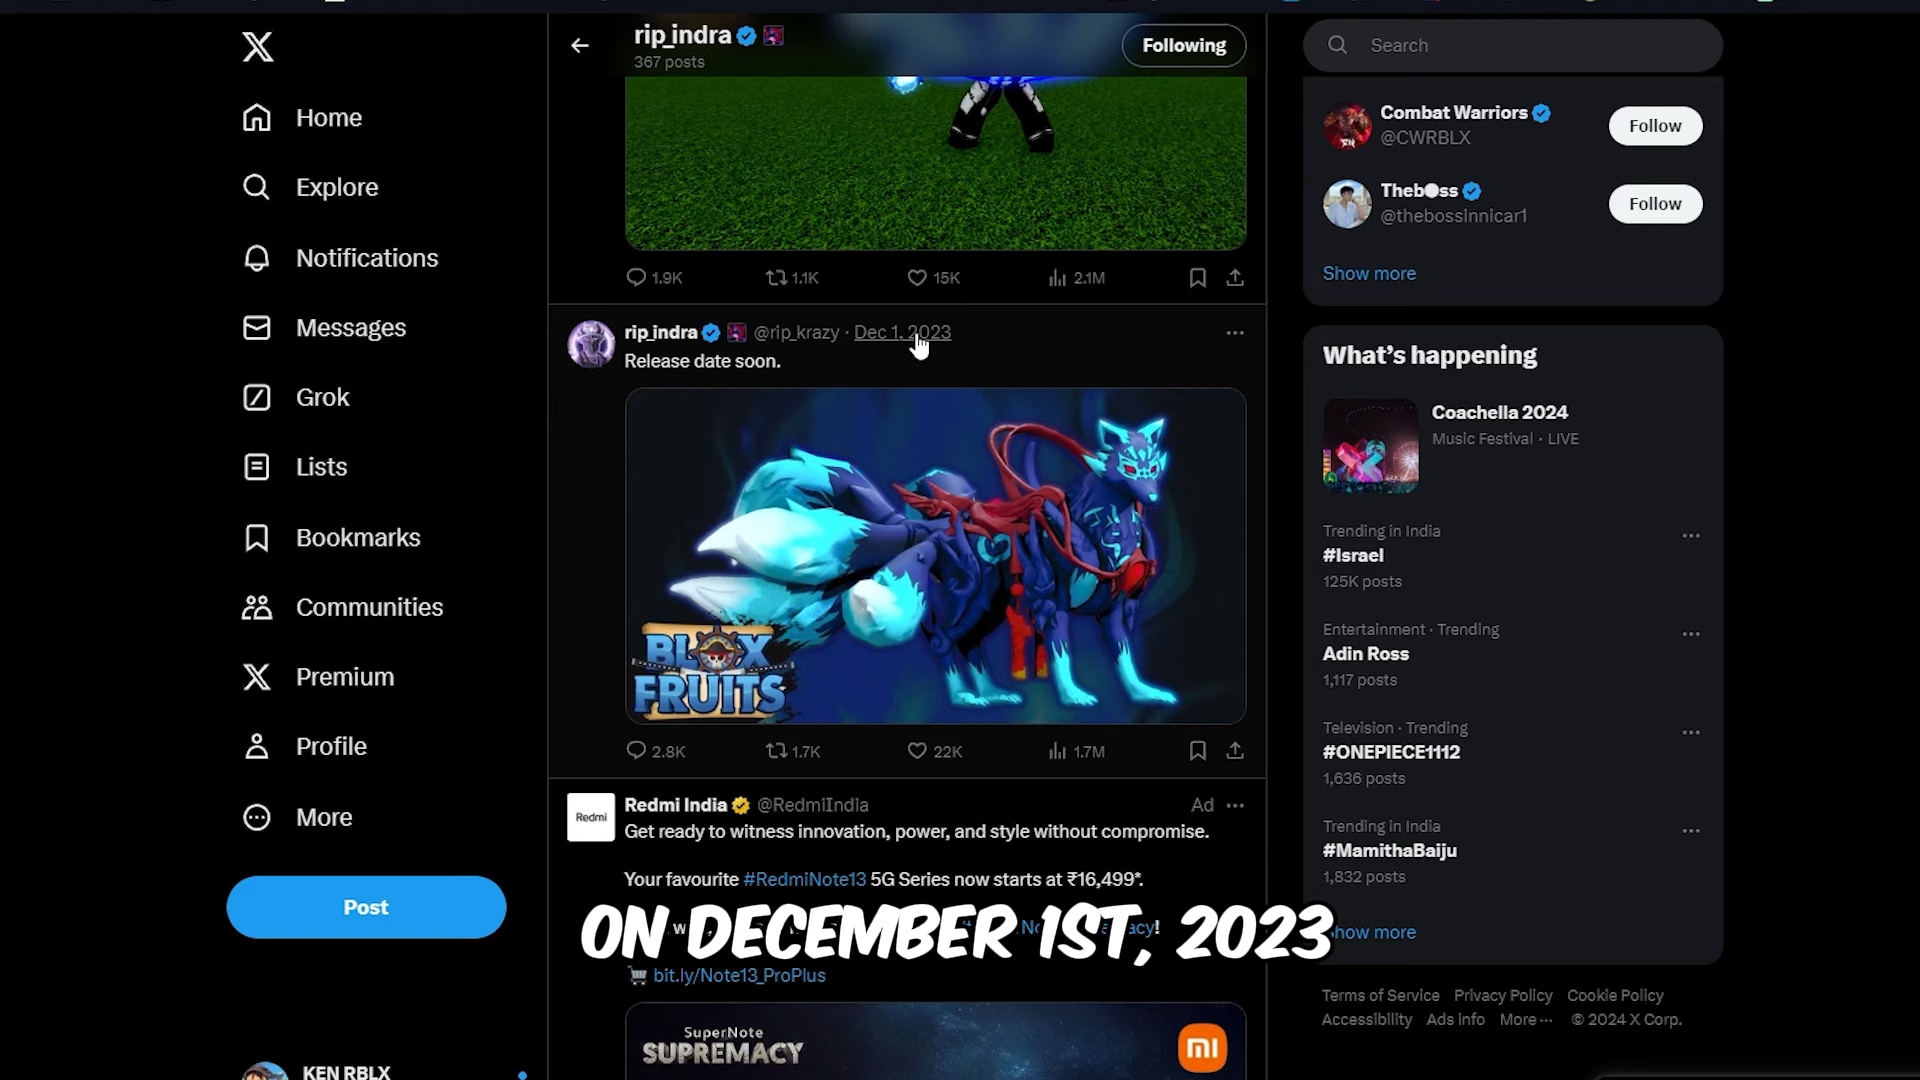 rip_indra
367 posts
Following
Search
Home
Explore
Notifications
Messages
Grok
Lists
Bookmarks
Communities
Premium
Profile
More
Post
KEN RBLX
1.9K 1.1K 15K 2.1M
rip_indra @rip_krazy · Dec 1, 2023
Release date soon.
BLOX
FRUITS
2.8K 1.7K 22K 1.7M
Redmi India @RedmiIndia Ad
Redmi
Get ready to witness innovation, power, and style without compromise.
Your favourite #RedmiNote13 5G Series now starts at ₹16,499*.
ON DECEMBER 1ST, 2023
bit.ly/Note13_ProPlus
SuperNote
SUPREMACY
mi
Combat Warriors
@CWRBLX
Follow
Theb●ss
@thebossinnicar1
Follow
Show more
What's happening
Coachella 2024
Music Festival · LIVE
Trending in India
#Israel
125K posts
Entertainment · Trending
Adin Ross
1,117 posts
Television · Trending
#ONEPIECE1112
1,636 posts
Trending in India
#MamithaBaiju
1,832 posts
how more
Terms of Service Privacy Policy Cookie Policy
Accessibility Ads info More ··· © 2024 X Corp.